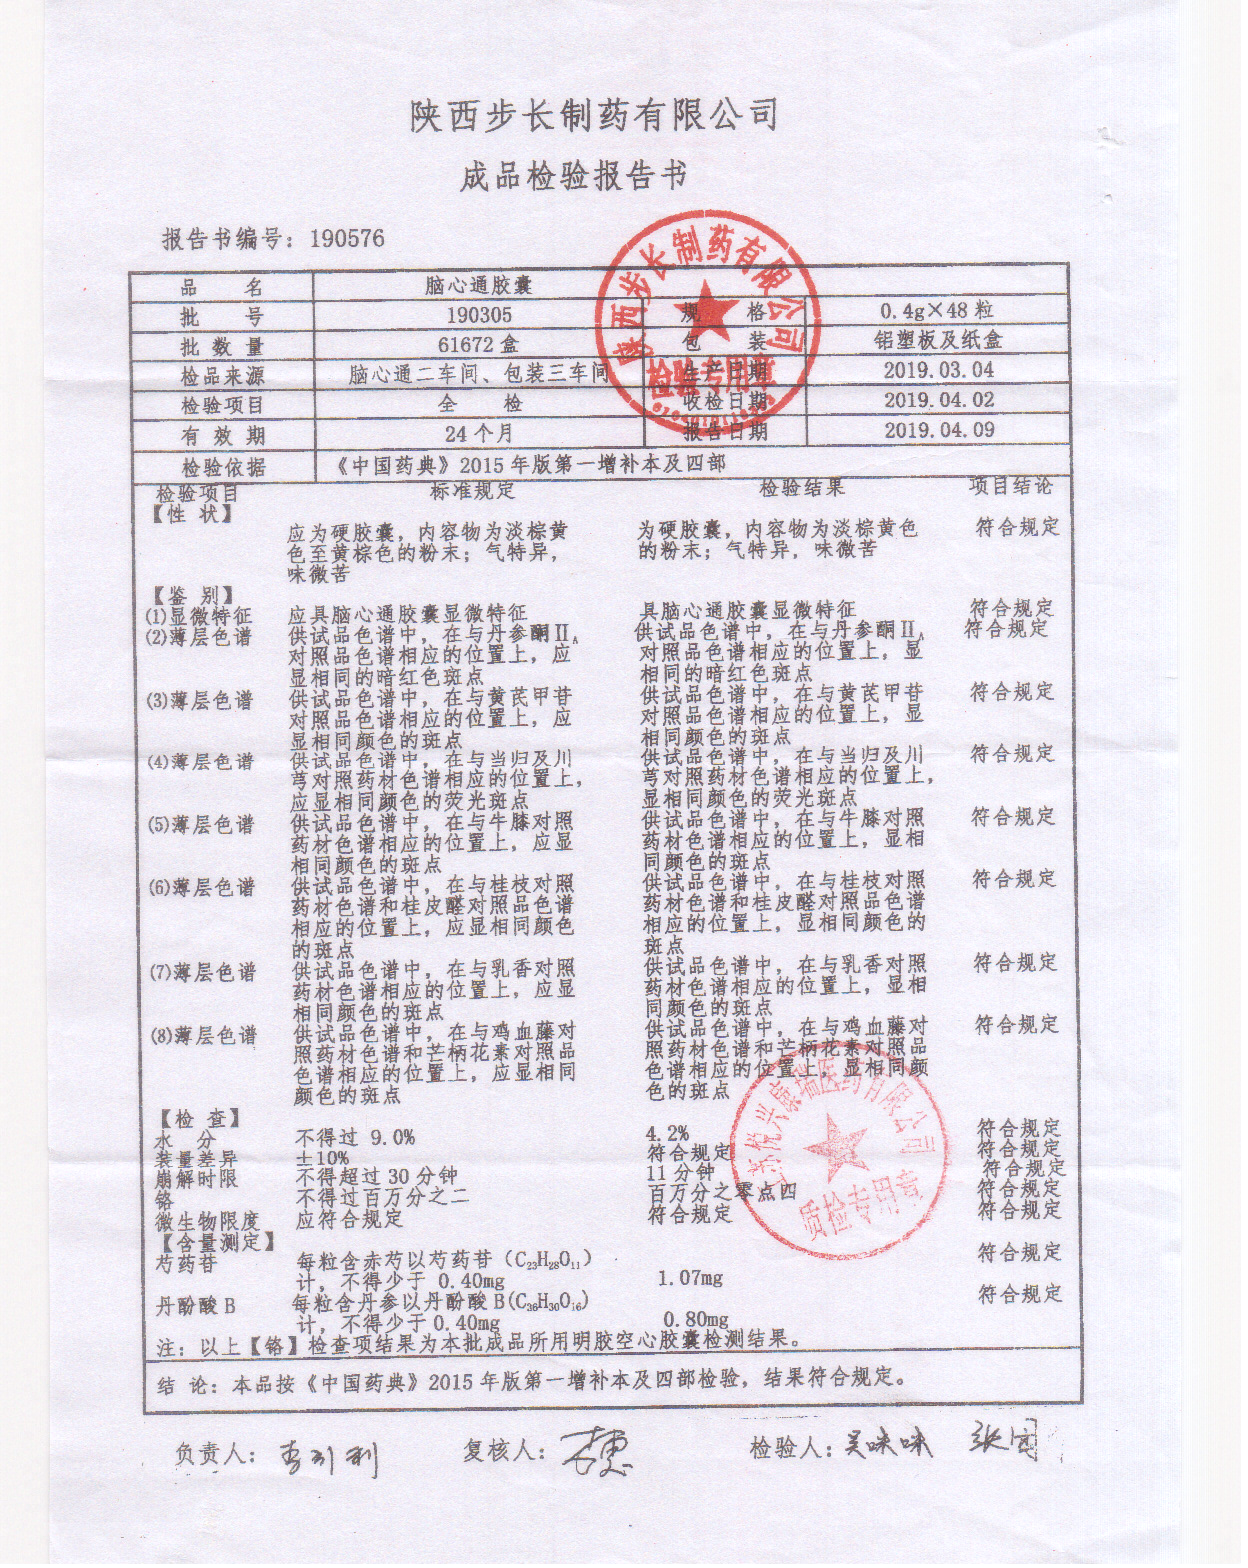 陕西步长制药有限公司
成品检验报告书
报告书编号：190576
品 名 脑心通胶囊
批 号 190305 规 格 0.4g×48粒
批数量 61672盒 包 装 铝塑板及纸盒
检品来源 脑心通二车间、包装三车间 生产日期 2019.03.04
检验项目 全 检 收检日期 2019.04.02
有效期 24个月 报告日期 2019.04.09
检验依据 《中国药典》2015年版第一增补本及四部
检验项目 标准规定 检验结果 项目结论
【性 状】
应为硬胶囊，内容物为淡棕黄 为硬胶囊，内容物为淡棕黄色 符合规定
色至黄棕色的粉末；气特异， 的粉末；气特异，味微苦
味微苦
【鉴 别】
(1)显微特征 应具脑心通胶囊显微特征 具脑心通胶囊显微特征 符合规定
(2)薄层色谱 供试品色谱中，在与丹参酮ⅡA 供试品色谱中，在与丹参酮ⅡA 符合规定
对照品色谱相应的位置上，应 对照品色谱相应的位置上，显
显相同的暗红色斑点 相同的暗红色斑点
(3)薄层色谱 供试品色谱中，在与黄芪甲苷 供试品色谱中，在与黄芪甲苷 符合规定
对照品色谱相应的位置上，应 对照品色谱相应的位置上，显
显相同颜色的斑点 相同颜色的斑点
(4)薄层色谱 供试品色谱中，在与当归及川 供试品色谱中，在与当归及川 符合规定
芎对照药材色谱相应的位置上， 芎对照药材色谱相应的位置上，
应显相同颜色的荧光斑点 显相同颜色的荧光斑点
(5)薄层色谱 供试品色谱中，在与牛膝对照 供试品色谱中，在与牛膝对照 符合规定
药材色谱相应的位置上，应显 药材色谱相应的位置上，显相
相同颜色的斑点 同颜色的斑点
(6)薄层色谱 供试品色谱中，在与桂枝对照 供试品色谱中，在与桂枝对照 符合规定
药材色谱和桂皮醛对照品色谱 药材色谱和桂皮醛对照品色谱
相应的位置上，应显相同颜色 相应的位置上，显相同颜色的
的斑点 斑点
(7)薄层色谱 供试品色谱中，在与乳香对照 供试品色谱中，在与乳香对照 符合规定
药材色谱相应的位置上，应显 药材色谱相应的位置上，显相
相同颜色的斑点 同颜色的斑点
(8)薄层色谱 供试品色谱中，在与鸡血藤对 供试品色谱中，在与鸡血藤对 符合规定
照药材色谱和芒柄花素对照品 照药材色谱和芒柄花素对照品
色谱相应的位置上，应显相同 色谱相应的位置上，显相同颜
颜色的斑点 色的斑点
【检 查】
水 分 不得过 9.0% 4.2% 符合规定
装量差异 ±10% 符合规定 符合规定
崩解时限 不得超过30分钟 11分钟 符合规定
铬 不得过百万分之二 百万分之零点四 符合规定
微生物限度 应符合规定 符合规定 符合规定
【含量测定】
芍药苷 每粒含赤芍以芍药苷（C23H28O11） 符合规定
计，不得少于 0.40mg 1.07mg
丹酚酸B 每粒含丹参以丹酚酸B(C36H30O16) 符合规定
计，不得少于0.40mg 0.80mg
注：以上【铬】检查项结果为本批成品所用明胶空心胶囊检测结果。
结 论：本品按《中国药典》2015年版第一增补本及四部检验，结果符合规定。
负责人： 复核人： 检验人：吴咪咪
陕西步长制药有限公司
检验专用章
悦兴康瑞医药有限公司
质检专用章